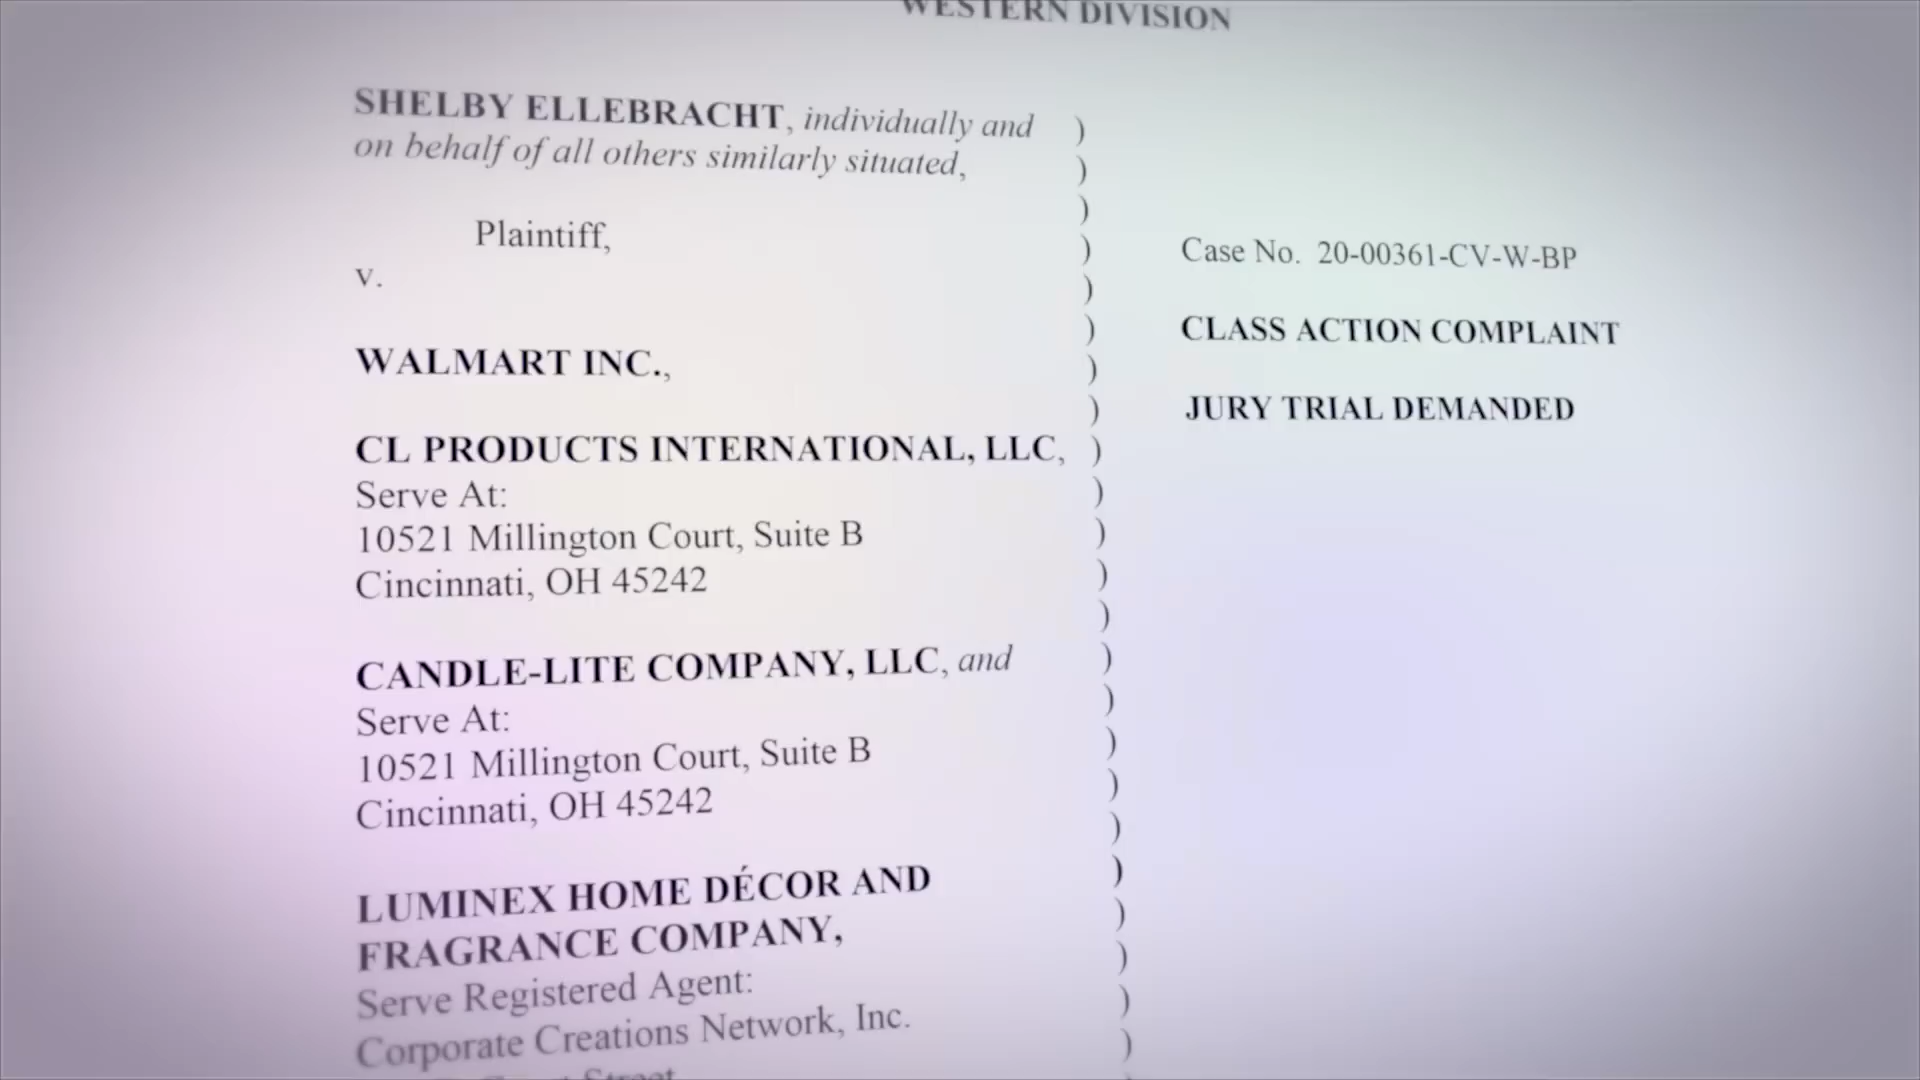 WESTERN DIVISION
SHELBY ELLEBRACHT, individually and )
on behalf of all others similarly situated, )
)
Plaintiff, )
Case No. 20-00361-CV-W-BP
v. )
)
CLASS ACTION COMPLAINT
WALMART INC., )
)
JURY TRIAL DEMANDED
CL PRODUCTS INTERNATIONAL, LLC, )
Serve At: )
10521 Millington Court, Suite B )
Cincinnati, OH 45242 )
)
CANDLE-LITE COMPANY, LLC, and )
Serve At: )
10521 Millington Court, Suite B )
Cincinnati, OH 45242 )
)
LUMINEX HOME DÉCOR AND )
FRAGRANCE COMPANY, )
Serve Registered Agent: )
Corporate Creations Network, Inc. )
Street